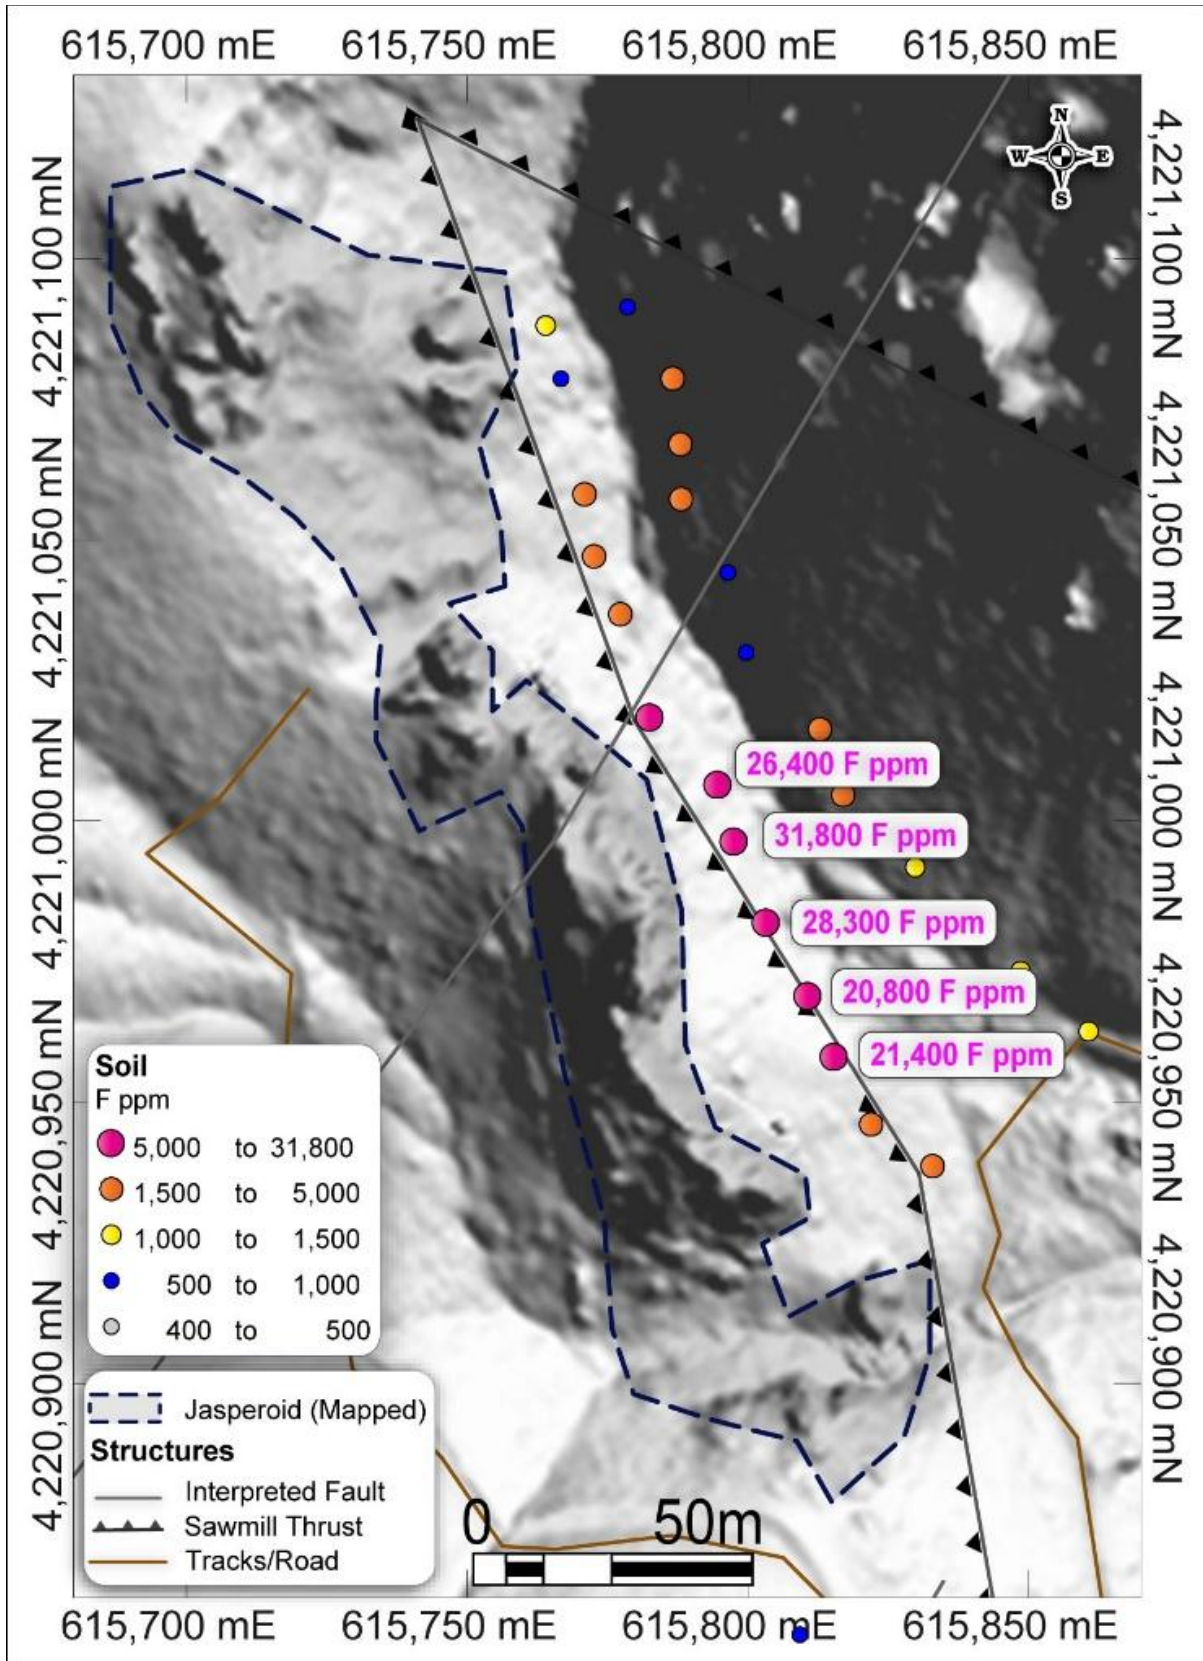 615,700 mE 615,750 mE 615,800 mE 615,850 mE
N
W E
S
4,221,100 mN 4,221,100 mN
4,221,050 mN 4,221,050 mN
4,221,000 mN 4,221,000 mN
4,220,950 mN 4,220,950 mN
4,220,900 mN 4,220,900 mN
26,400 F ppm
31,800 F ppm
28,300 F ppm
20,800 F ppm
21,400 F ppm
Soil
F ppm
5,000 to 31,800
1,500 to 5,000
1,000 to 1,500
500 to 1,000
400 to 500
Jasperoid (Mapped)
Structures
Interpreted Fault
Sawmill Thrust
Tracks/Road
0 50m
615,700 mE 615,750 mE 615,800 mE 615,850 mE